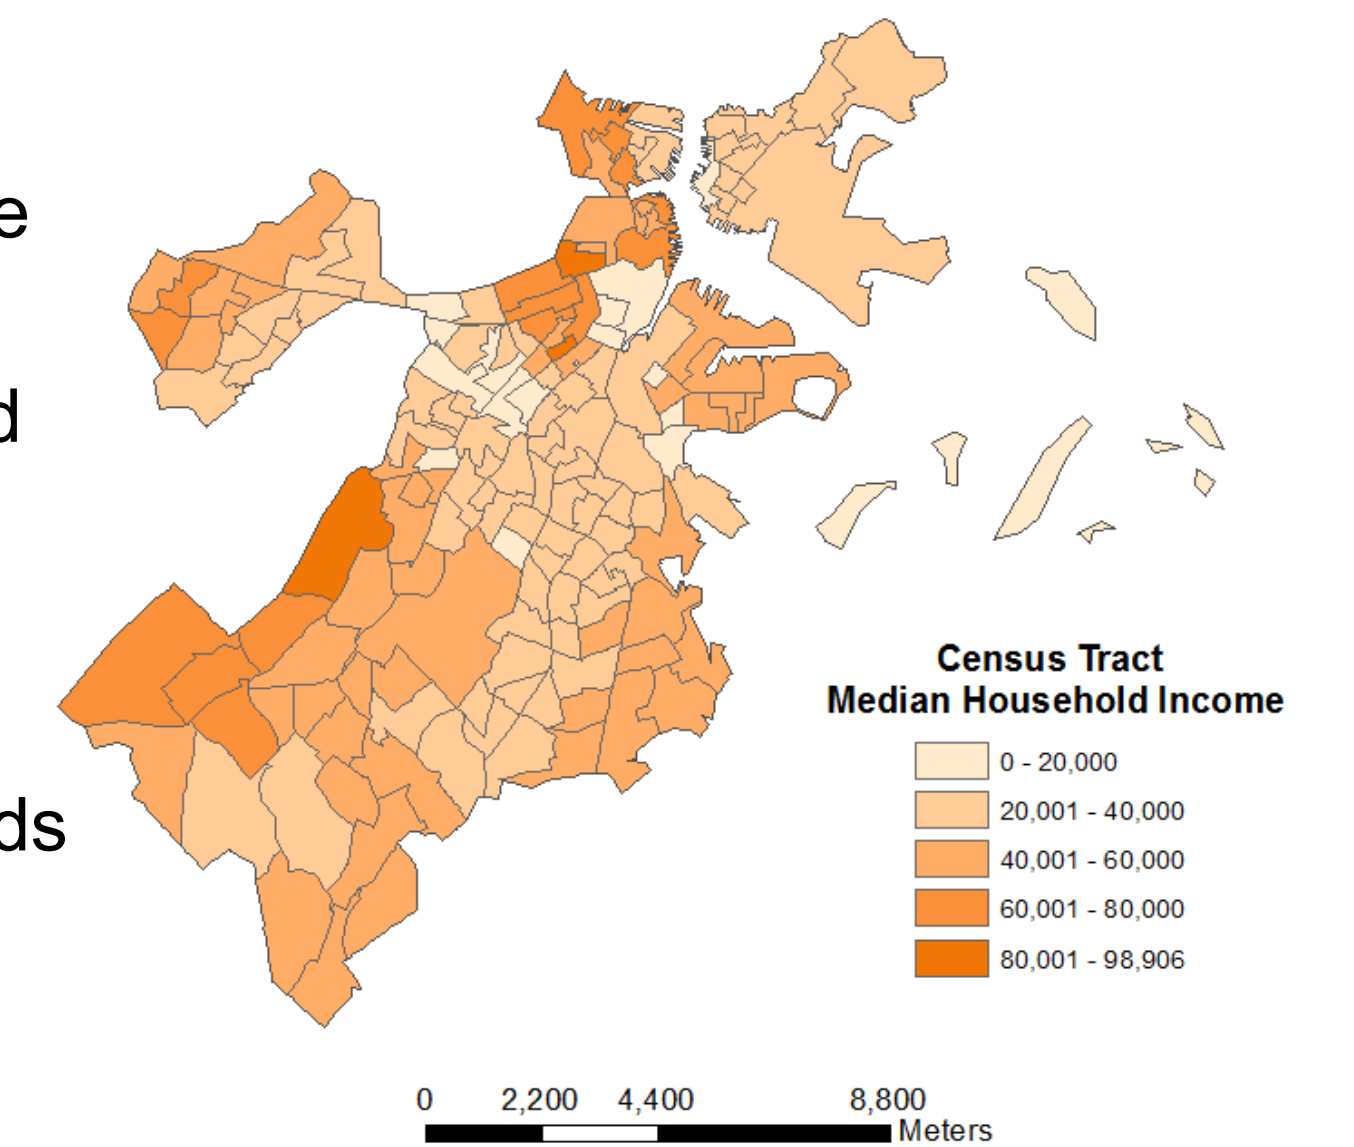 e
d
ds
Census Tract
Median Household Income
0 - 20,000
20,001 - 40,000
40,001 - 60,000
60,001 - 80,000
80,001 - 98,906
0 2,200 4,400 8,800
Meters